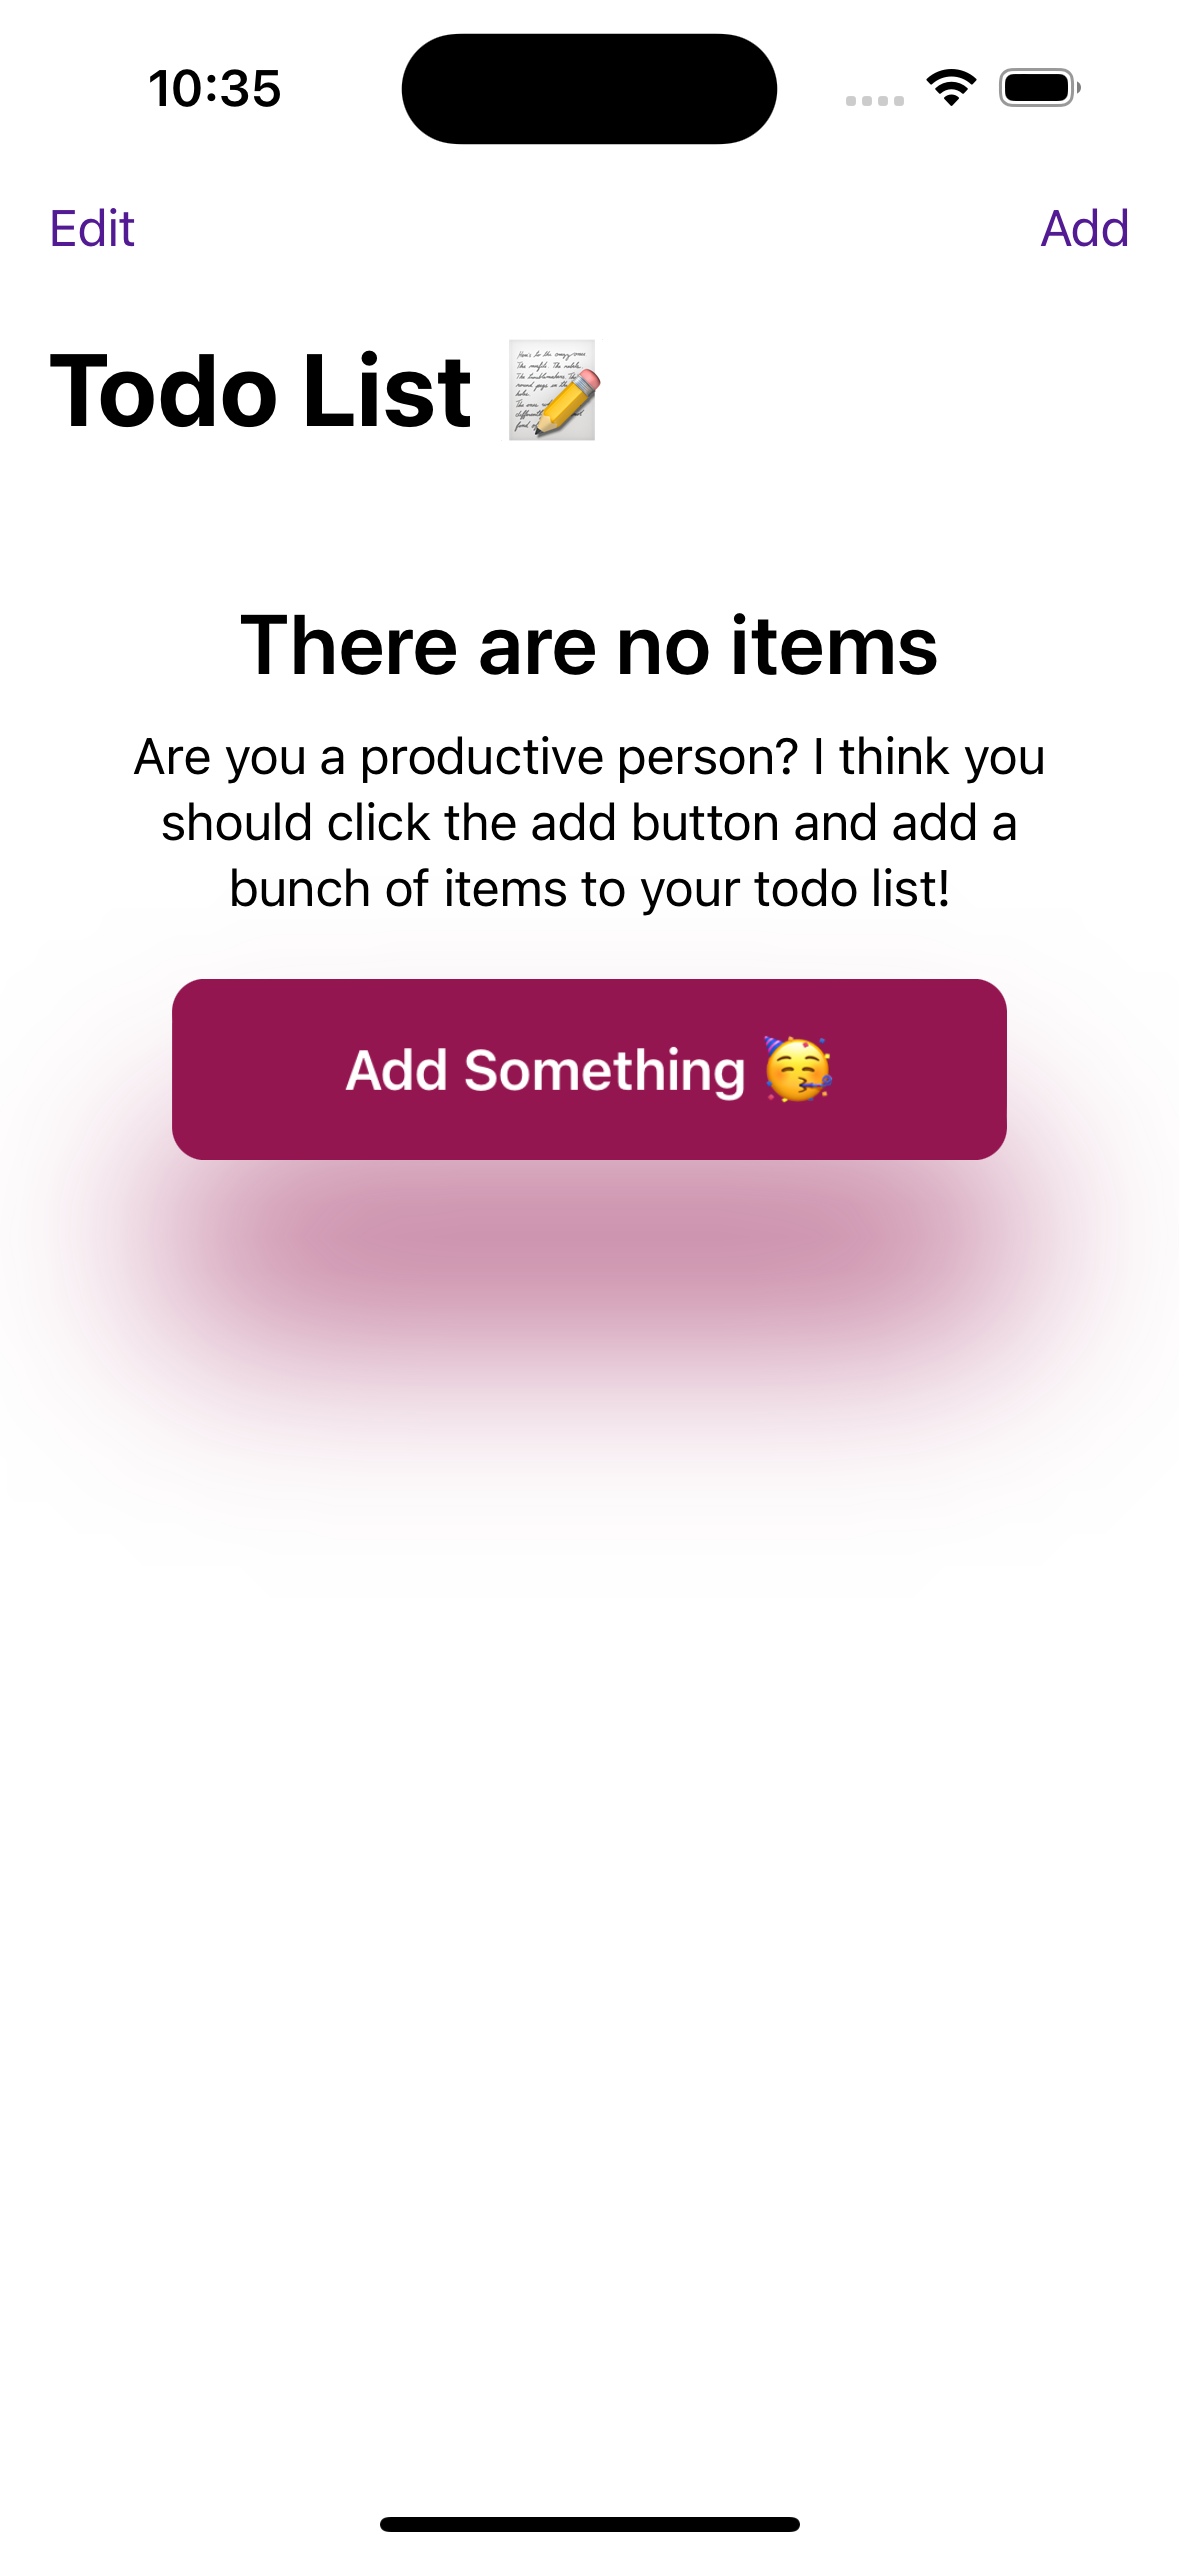 10:35
Edit
Add
Todo List 📝
There are no items
Are you a productive person? I think you
should click the add button and add a
bunch of items to your todo list!
Add Something 🥳